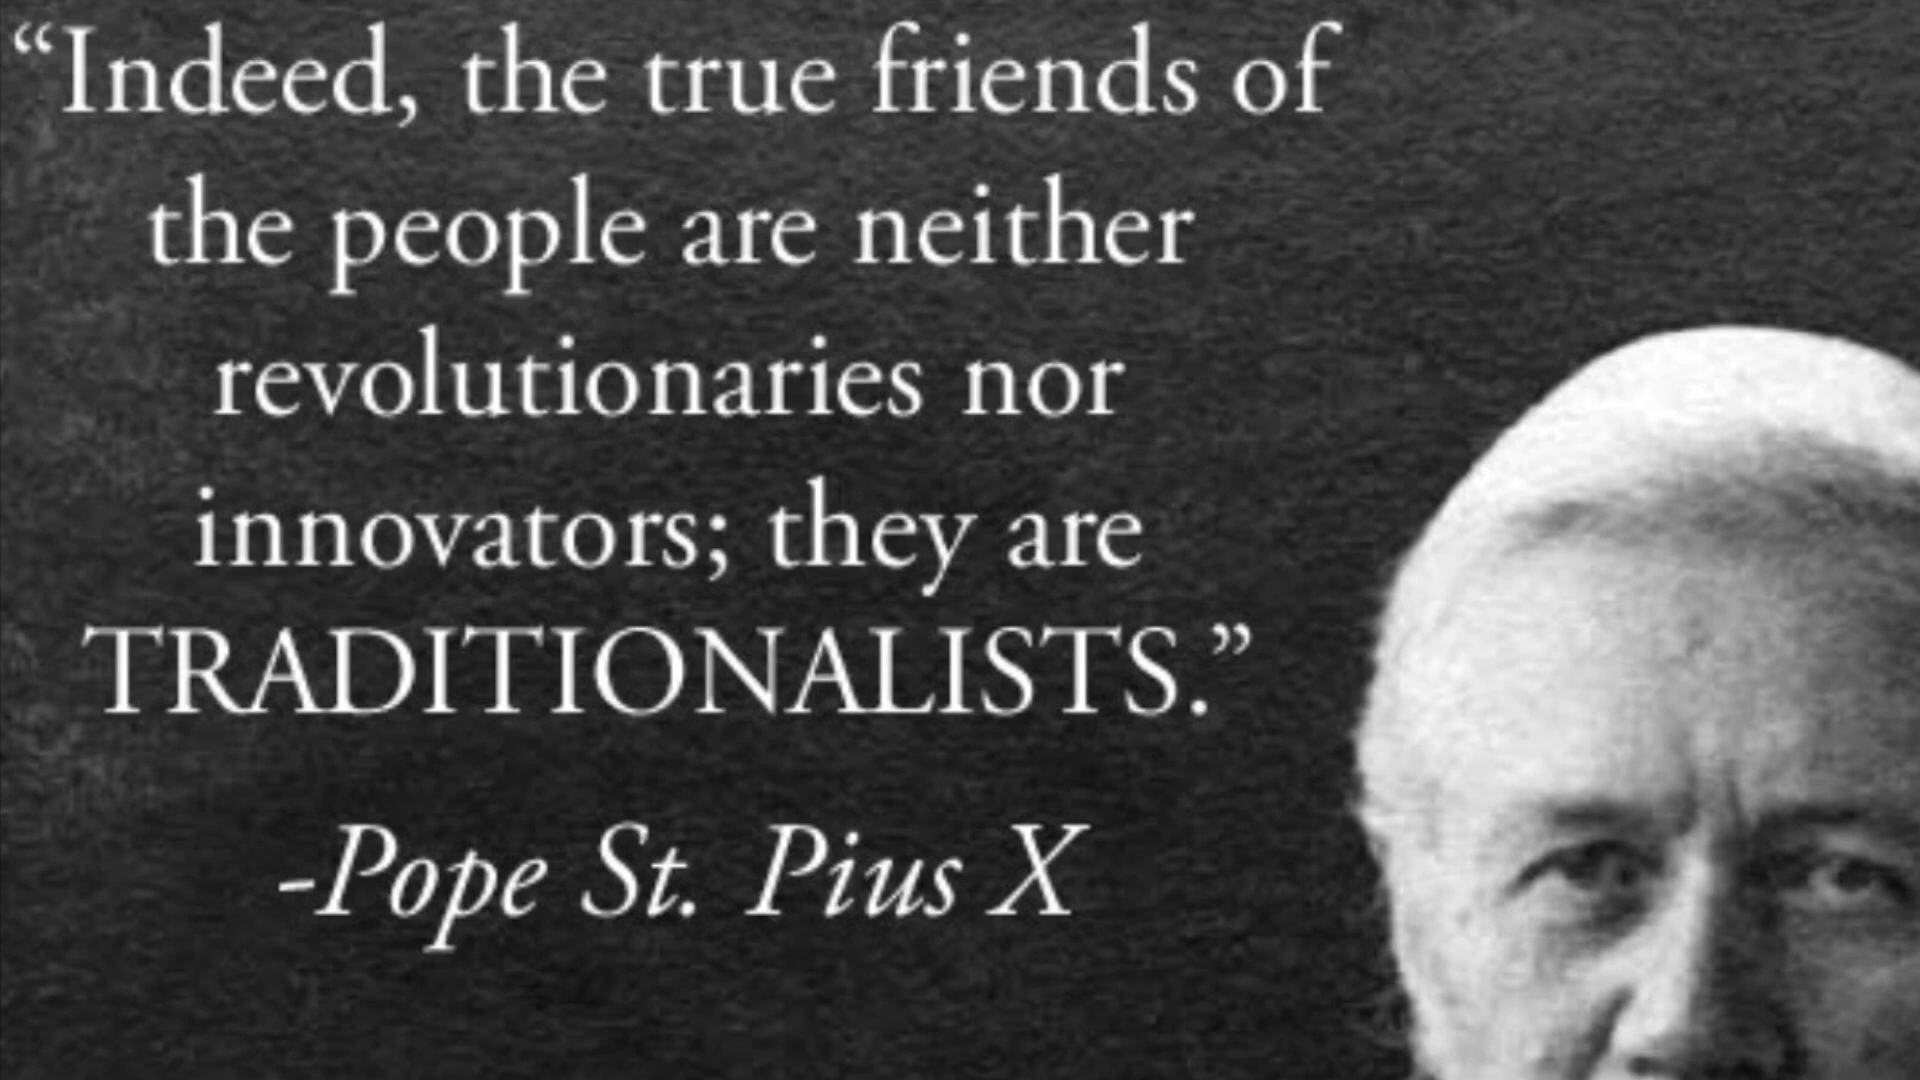 “Indeed, the true friends of
the people are neither
revolutionaries nor
innovators; they are
TRADITIONALISTS.”
-Pope St. Pius X